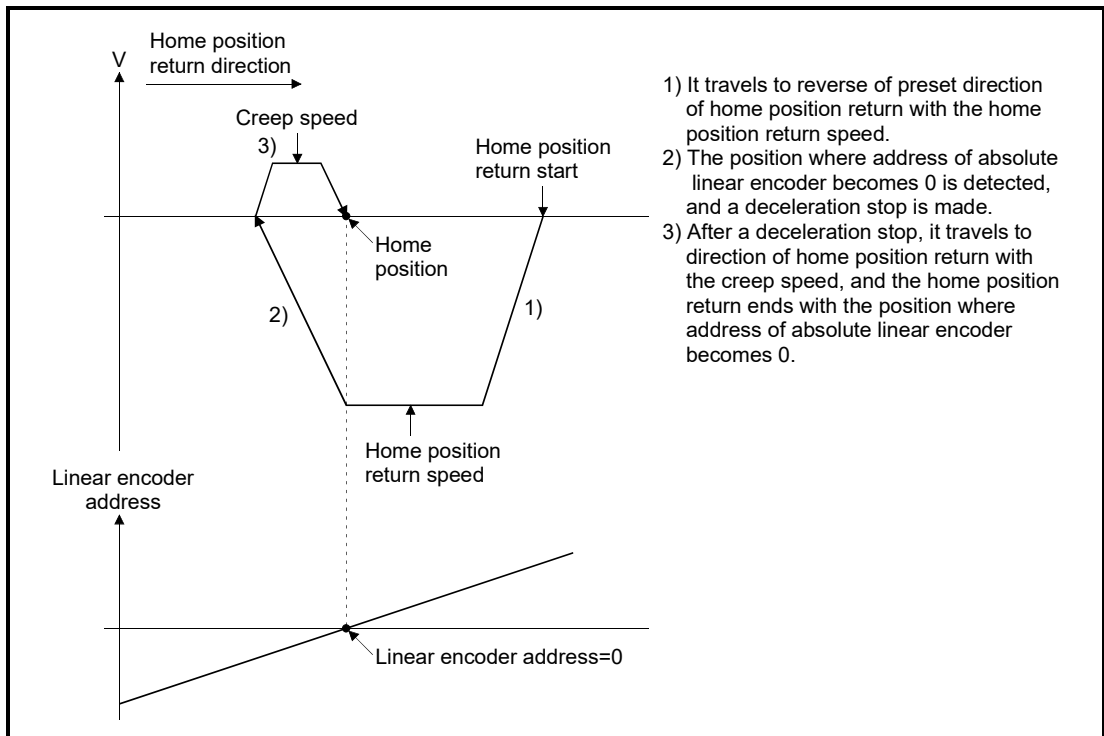 Home position
return direction
V
Creep speed
3)
Home position
return start
Home
position
2)
1)
Home position
return speed
Linear encoder
address
Linear encoder address=0
1) It travels to reverse of preset direction
of home position return with the home
position return speed.
2) The position where address of absolute
linear encoder becomes 0 is detected,
and a deceleration stop is made.
3) After a deceleration stop, it travels to
direction of home position return with
the creep speed, and the home position
return ends with the position where
address of absolute linear encoder
becomes 0.